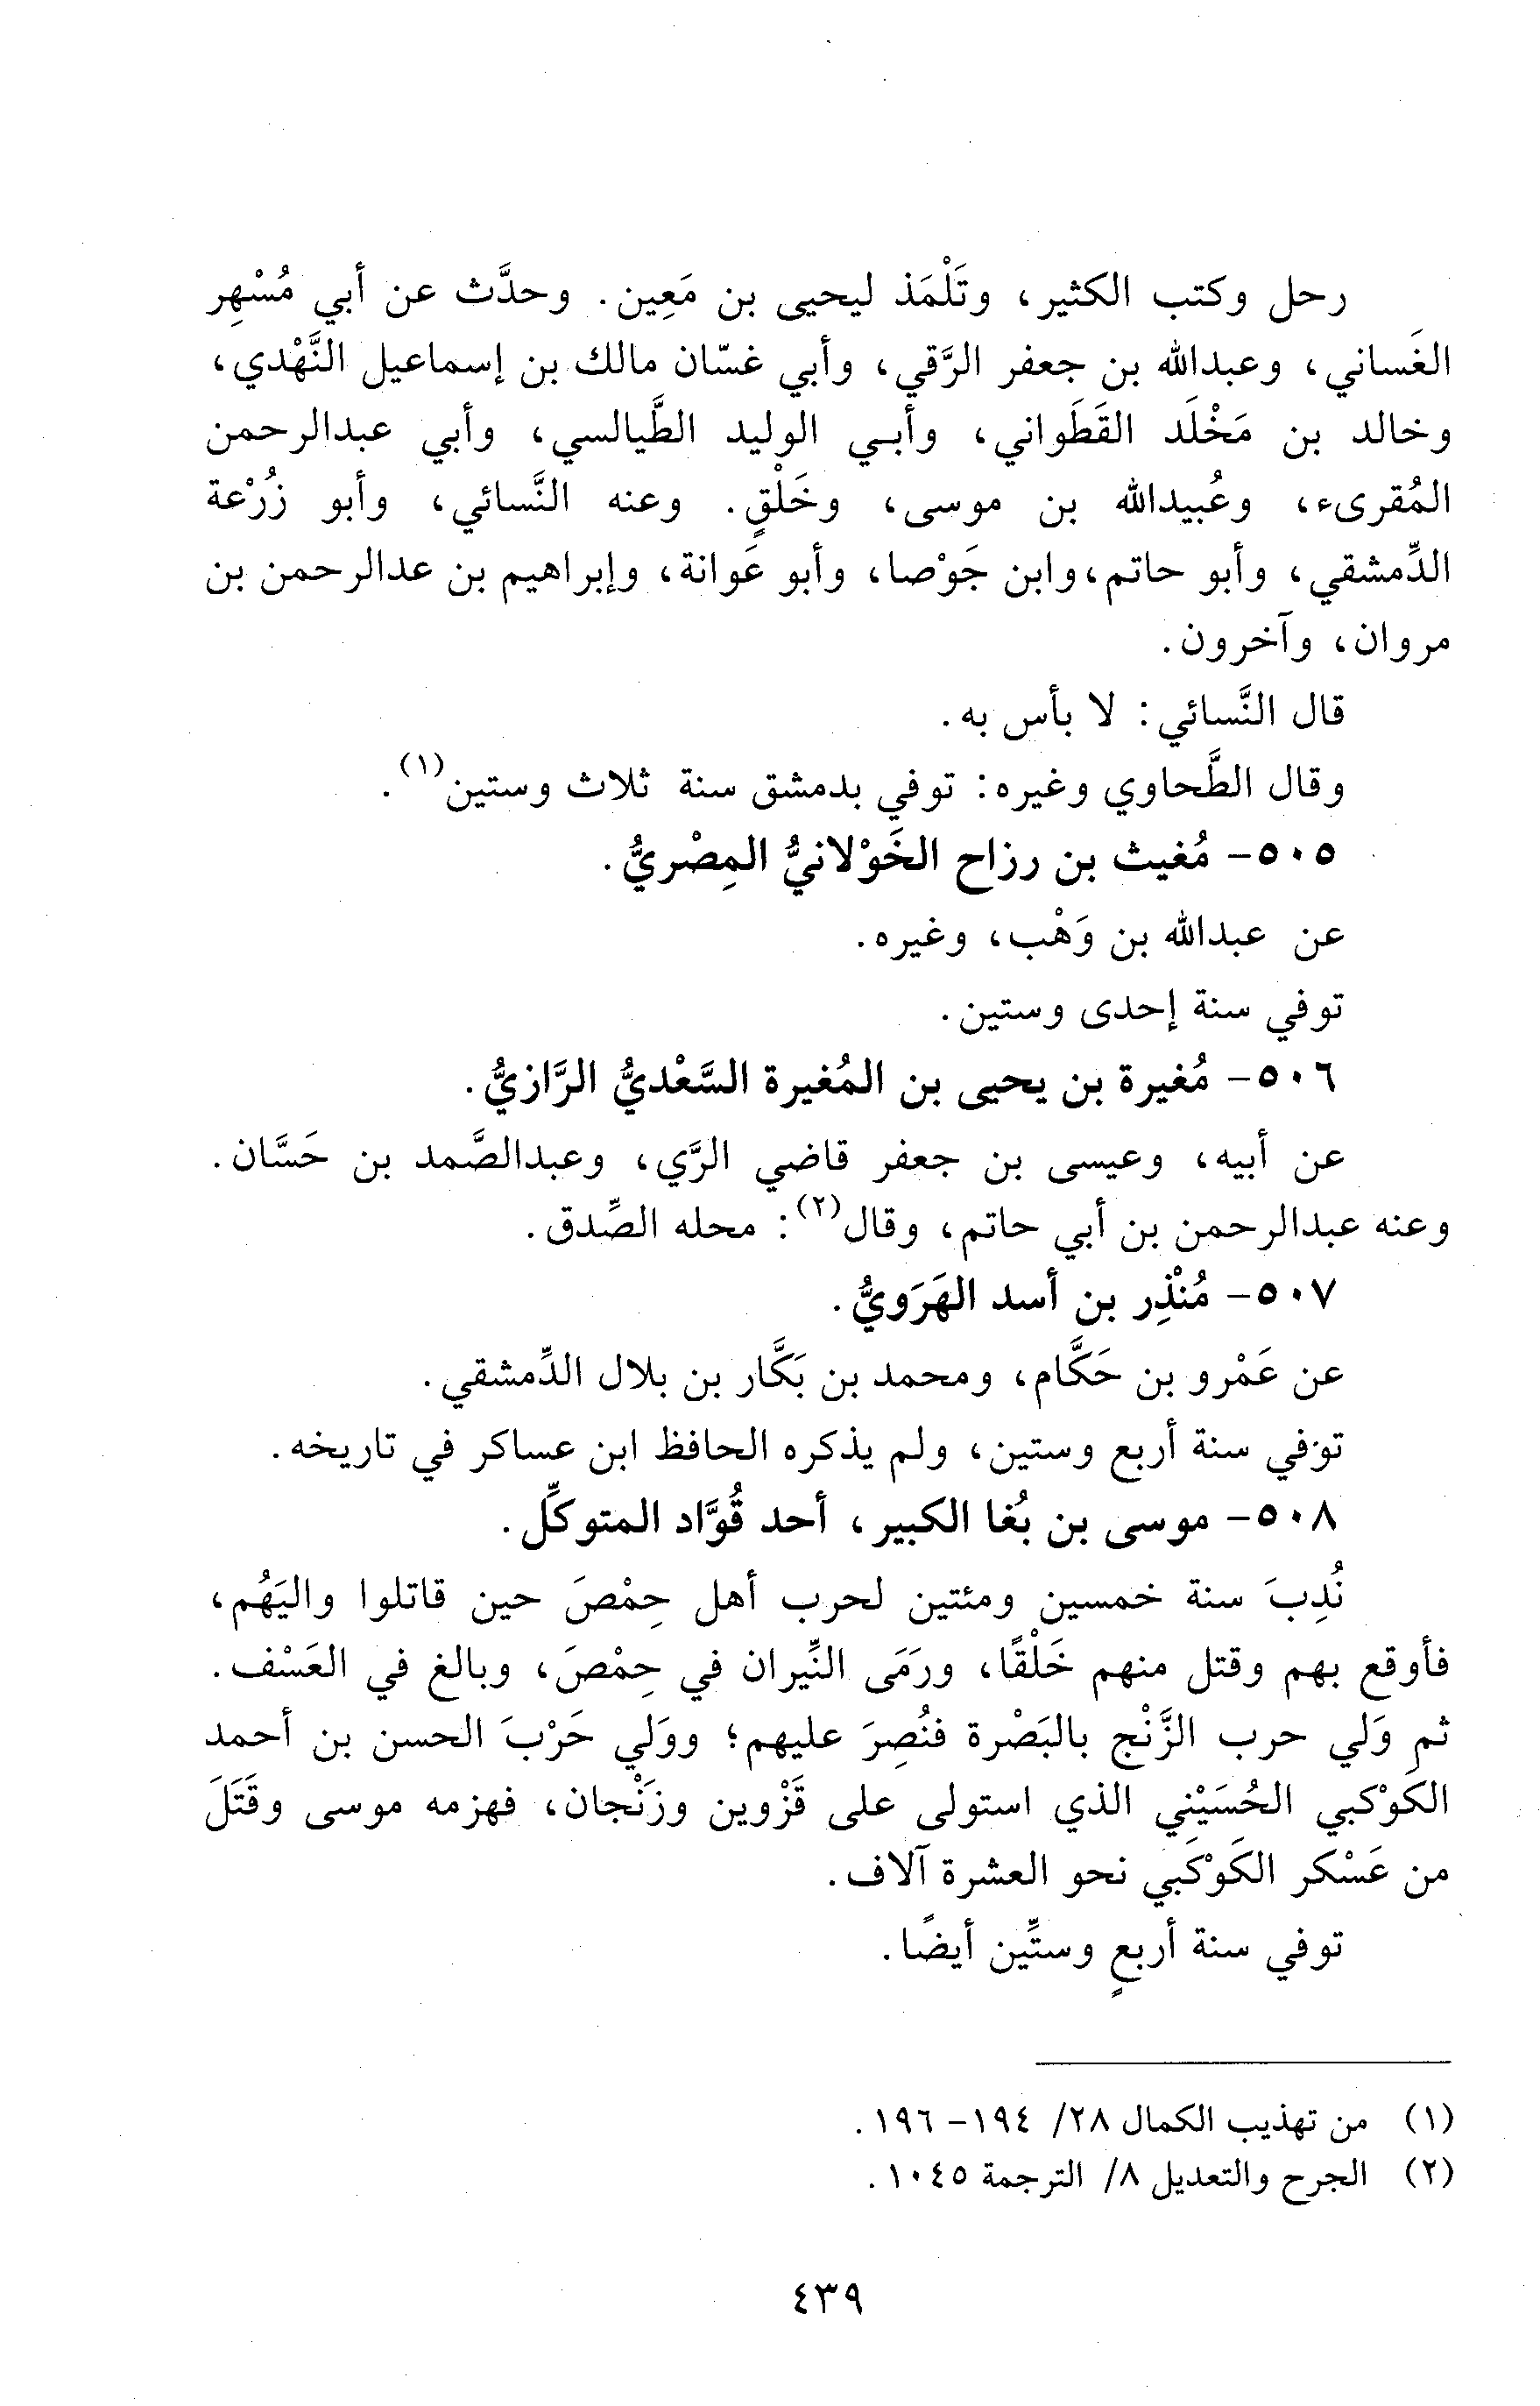 رحل وكتب الكثير، وتَلْمَذ ليحيى بن مَعِين. وحدَّث عن أبي مُسْهِر
الغَساني، وعبدالله بن جعفر الرَّقي، وأبي غسّان مالك بن إسماعيل النَّهْدي،
وخالد بن مَخْلَد القَطَواني، وأبي الوليد الطَّيالسي، وأبي عبدالرحمن
المُقرىء، وعُبيدالله بن موسى، وخَلْقٍ. وعنه النَّسائي، وأبو زُرْعة
الدِّمشقي، وأبو حاتم، وابن جَوْصا، وأبو عَوانة، وإبراهيم بن عدالرحمن بن
مروان، وآخرون.
قال النَّسائي: لا بأس به.
وقال الطَّحاوي وغيره: توفي بدمشق سنة ثلاث وستين(١).
٥٠٥- مُغيث بن رزاح الخَوْلانيُّ المِصْريُّ.
عن عبدالله بن وَهْب، وغيره.
توفي سنة إحدى وستين.
٥٠٦- مُغيرة بن يحيى بن المُغيرة السَّعْديُّ الرَّازيُّ.
عن أبيه، وعيسى بن جعفر قاضي الرَّي، وعبدالصَّمد بن حَسَّان.
وعنه عبدالرحمن بن أبي حاتم، وقال(٢): محله الصِّدق.
٥٠٧- مُنْذِر بن أسد الهَرَويُّ.
عن عَمْرو بن حَكَّام، ومحمد بن بَكَّار بن بلال الدِّمشقي.
توفي سنة أربع وستين، ولم يذكره الحافظ ابن عساكر في تاريخه.
٥٠٨- موسى بن بُغا الكبير، أحد قُوَّاد المتوكِّل.
نُدِبَ سنة خمسين ومئتين لحرب أهل حِمْصَ حين قاتلوا واليَهُم،
فأوقع بهم وقتل منهم خَلْقًا، ورَمَى النِّيران في حِمْصَ، وبالغ في العَسْف.
ثم وَلي حرب الزَّنْج بالبَصْرة فنُصِرَ عليهم؛ ووَلي حَرْبَ الحسن بن أحمد
الكَوْكبي الحُسَيْني الذي استولى على قَزْوين وزَنْجان، فهزمه موسى وقَتَلَ
من عَسْكر الكَوْكَبي نحو العشرة آلاف.
توفي سنة أربعٍ وستِّين أيضًا.
(١) من تهذيب الكمال ٢٨/ ١٩٤- ١٩٦.
(٢) الجرح والتعديل ٨/ الترجمة ١٠٤٥.
٤٣٩